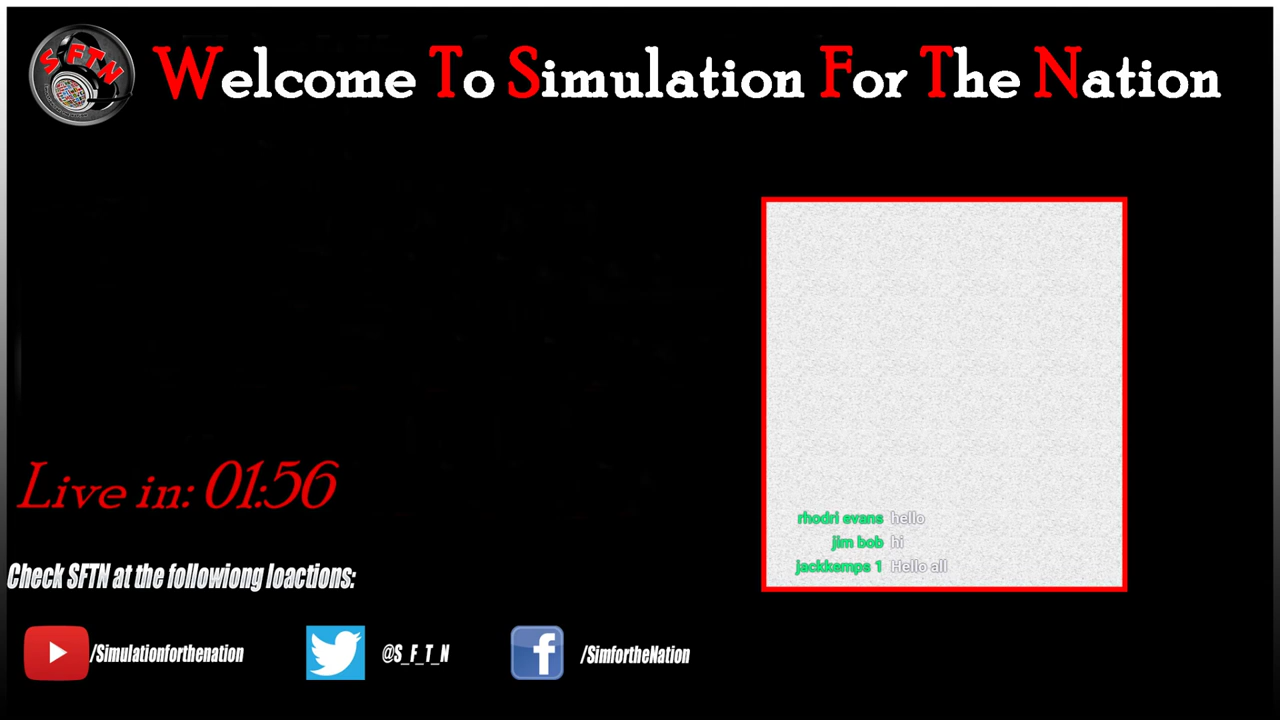 SFTN
Welcome To Simulation For The Nation
Live in: 01:56
rhodri evans hello
jim bob hi
jackkemps 1 Hello all
Check SFTN at the followiong loactions:
/Simulationforthenation
@S_F_T_N
/SimfortheNation